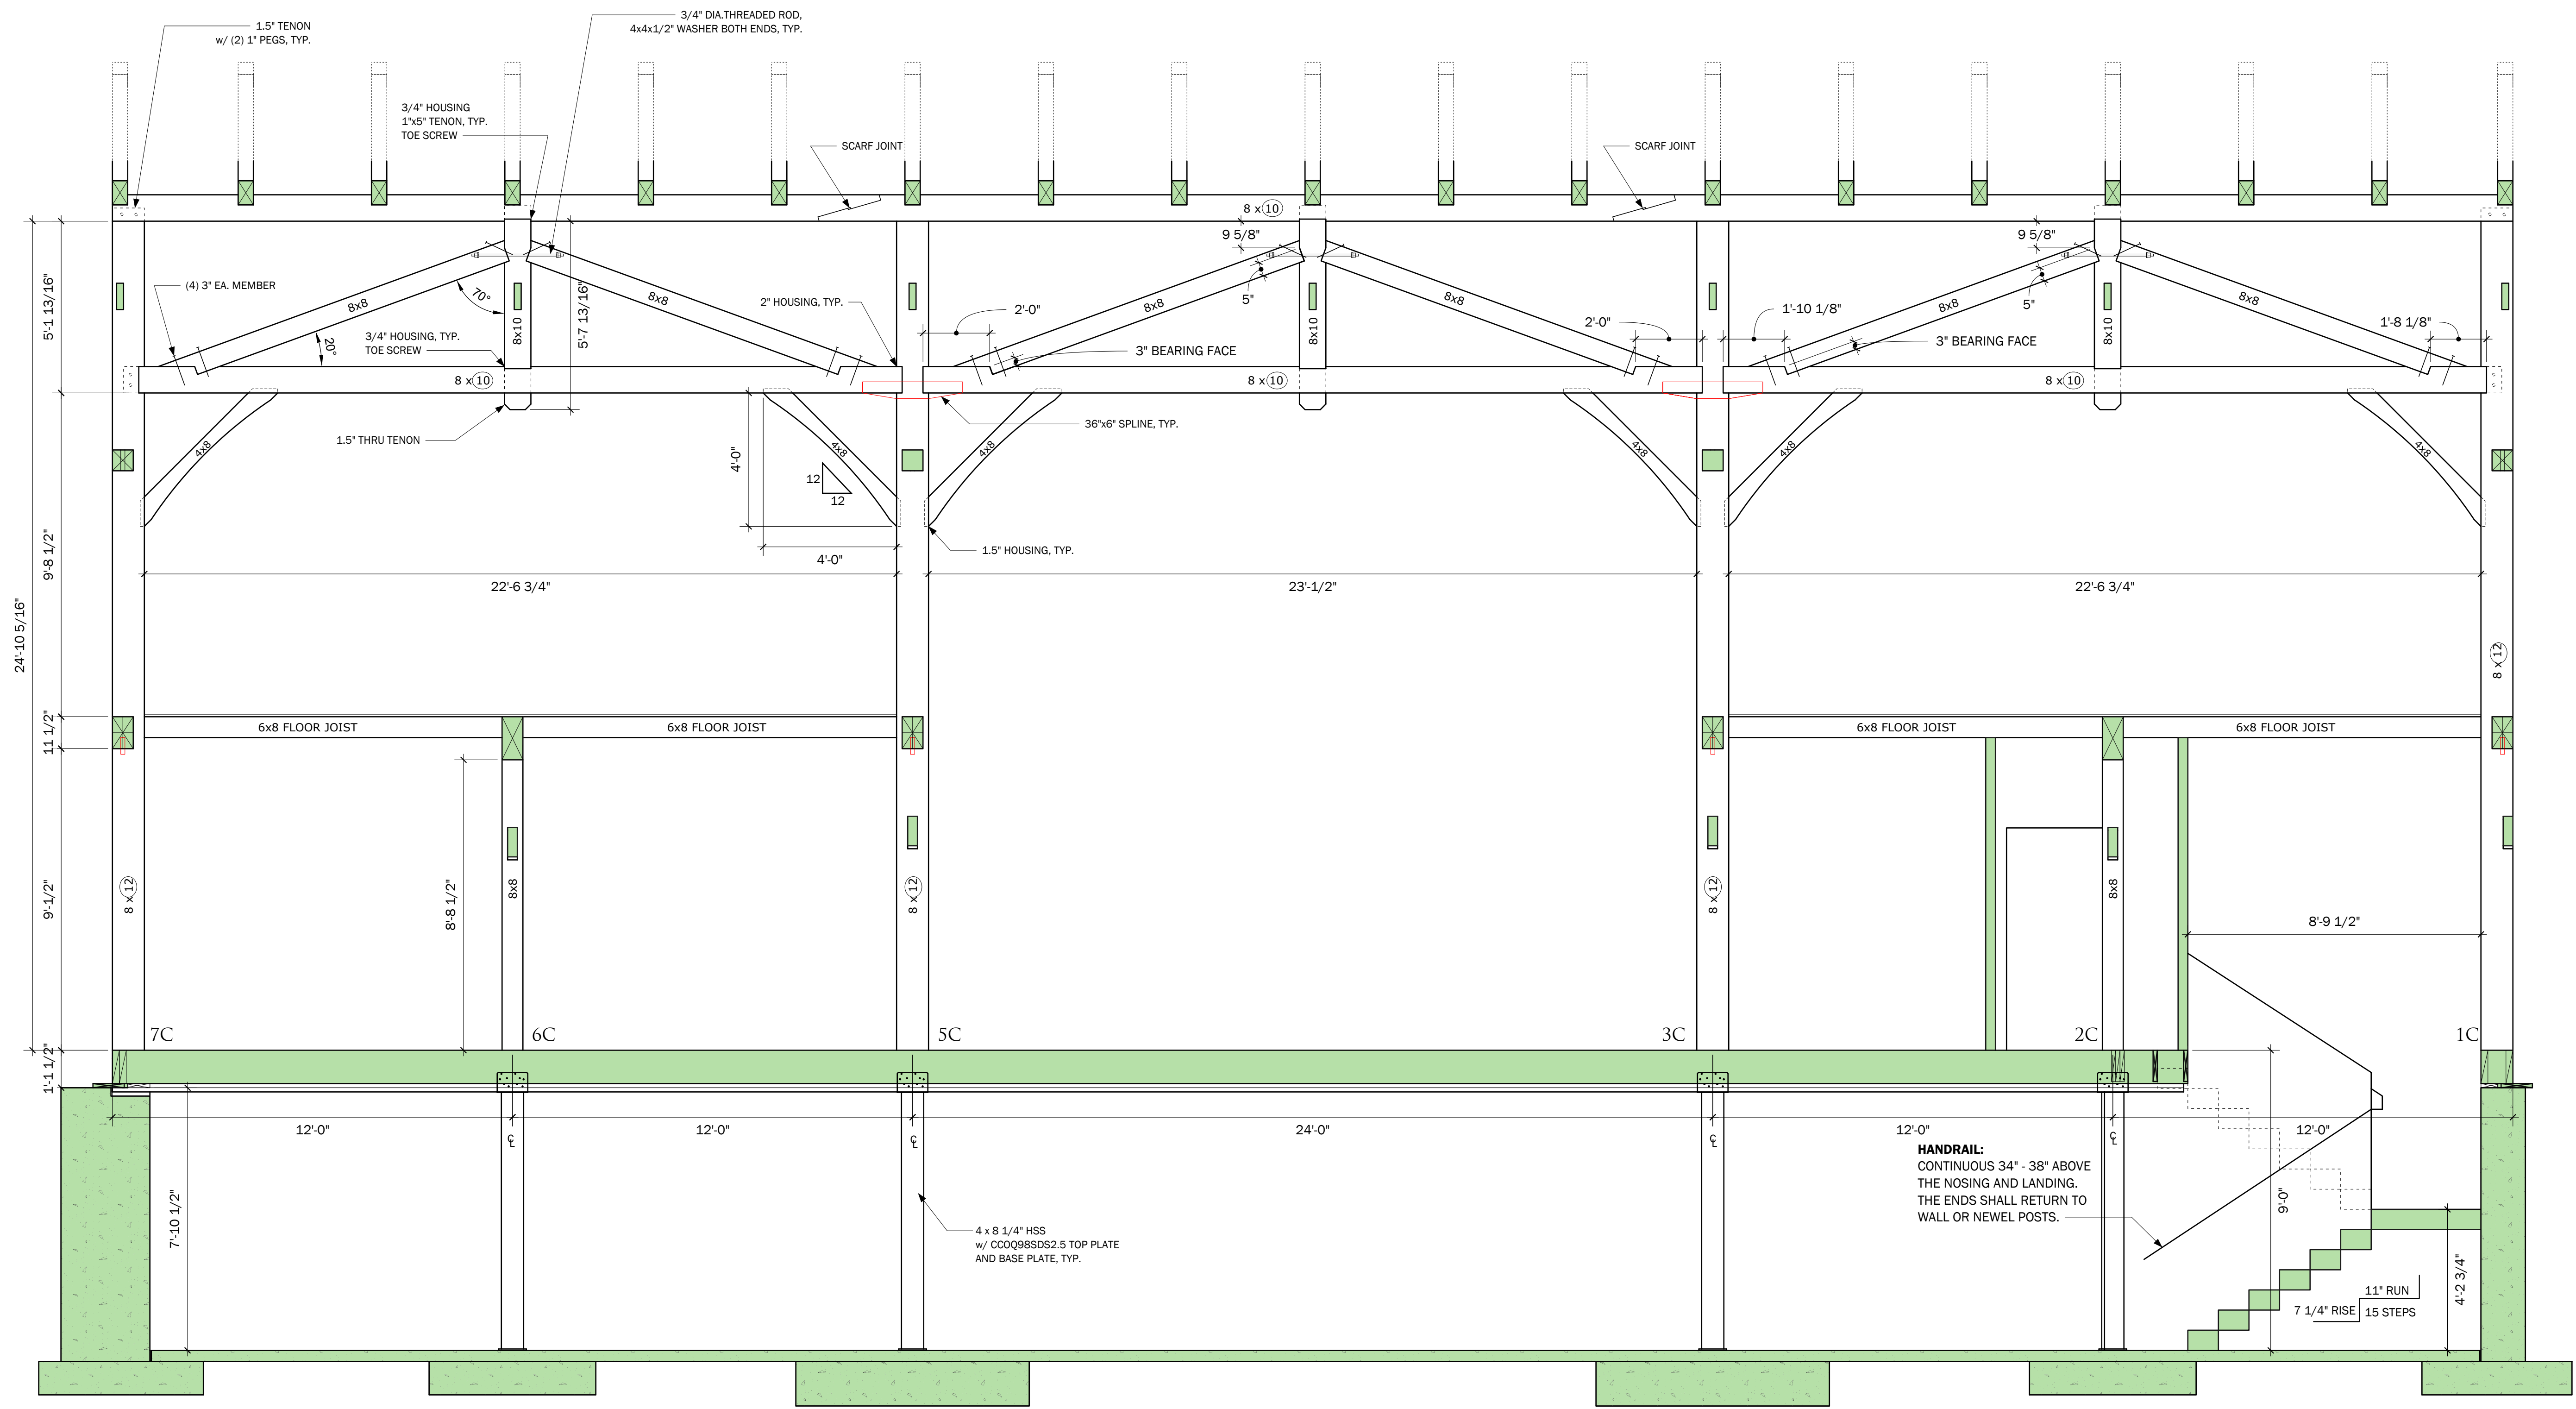 3/4" DIA.THREADED ROD,
4x4x1/2" WASHER BOTH ENDS, TYP.
1.5" TENON
w/ (2) 1" PEGS, TYP.
3/4" HOUSING
1"x5" TENON, TYP.
TOE SCREW
SCARF JOINT
SCARF JOINT
8 x 10
9 5/8"
9 5/8"
5'-1 13/16"
(4) 3" EA. MEMBER
8x8
70°
20°
8x10
8x8
5'-7 13/16"
2" HOUSING, TYP.
3/4" HOUSING, TYP.
TOE SCREW
2'-0"
8x8
5"
8x10
8x8
3" BEARING FACE
2'-0"
1'-10 1/8"
8x8
5"
8x10
8x8
3" BEARING FACE
1'-8 1/8"
8 x 10
8 x 10
8 x 10
1.5" THRU TENON
36"x6" SPLINE, TYP.
4x8
4x8
4x8
4x8
4x8
4x8
4'-0"
12
12
4'-0"
1.5" HOUSING, TYP.
9'-8 1/2"
24'-10 5/16"
22'-6 3/4"
23'-1/2"
22'-6 3/4"
8 x 12
11 1/2"
6x8 FLOOR JOIST
6x8 FLOOR JOIST
6x8 FLOOR JOIST
6x8 FLOOR JOIST
9'-1/2"
8 x 12
8'-8 1/2"
8x8
8 x 12
8 x 12
8x8
8'-9 1/2"
7C
6C
5C
3C
2C
1C
1'-1 1/2"
12'-0"
12'-0"
24'-0"
12'-0"
12'-0"
CL
CL
CL
CL
HANDRAIL:
CONTINUOUS 34" - 38" ABOVE
THE NOSING AND LANDING.
THE ENDS SHALL RETURN TO
WALL OR NEWEL POSTS.
7'-10 1/2"
4 x 8 1/4" HSS
w/ CCOQ98SDS2.5 TOP PLATE
AND BASE PLATE, TYP.
9'-0"
4'-2 3/4"
11" RUN
7 1/4" RISE
15 STEPS